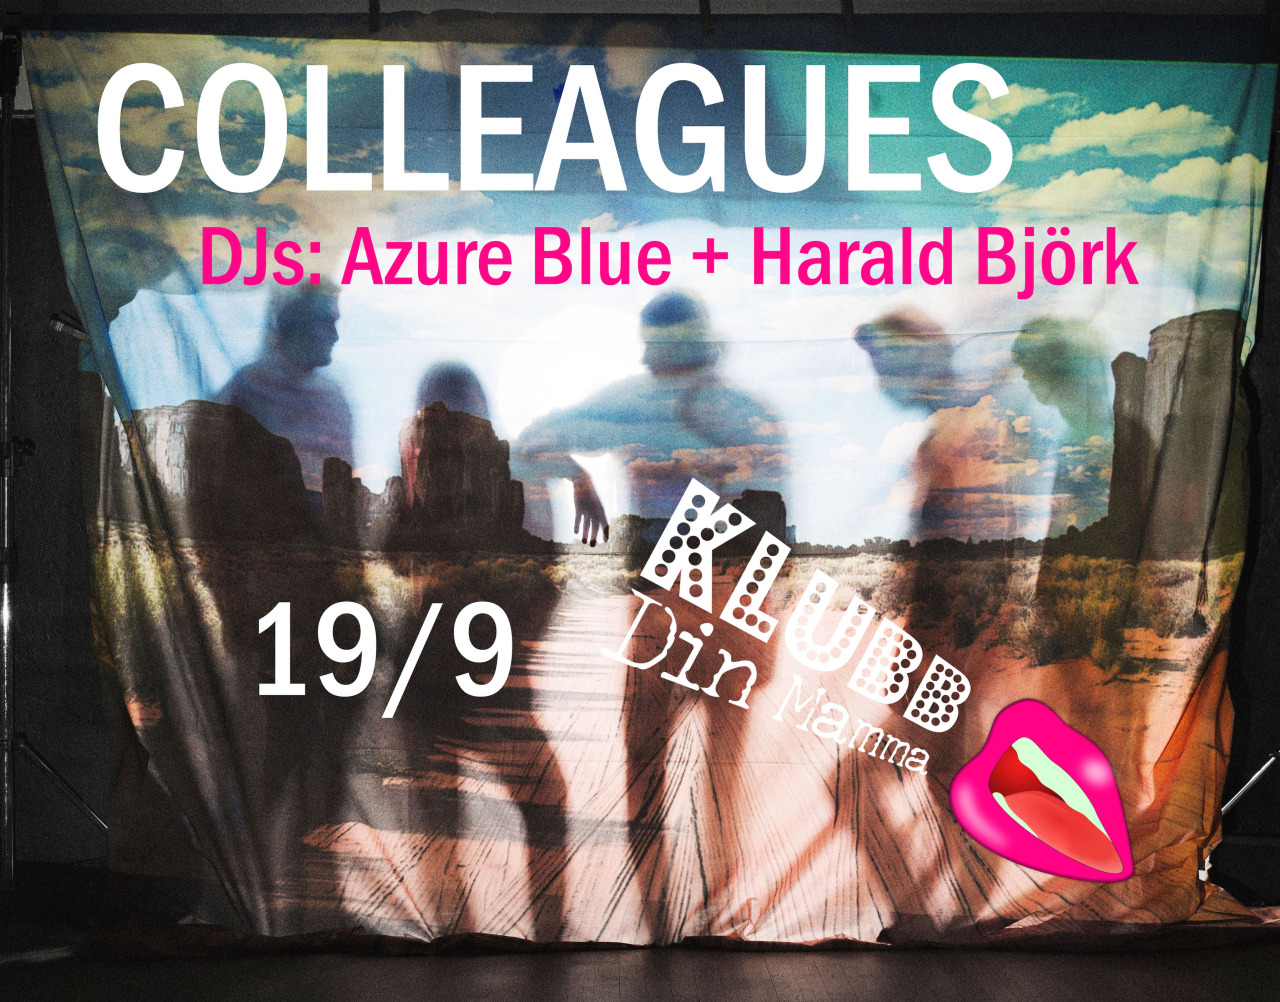 COLLEAGUES
DJs: Azure Blue + Harald Björk
19/9
KLUBB
Din Mamma